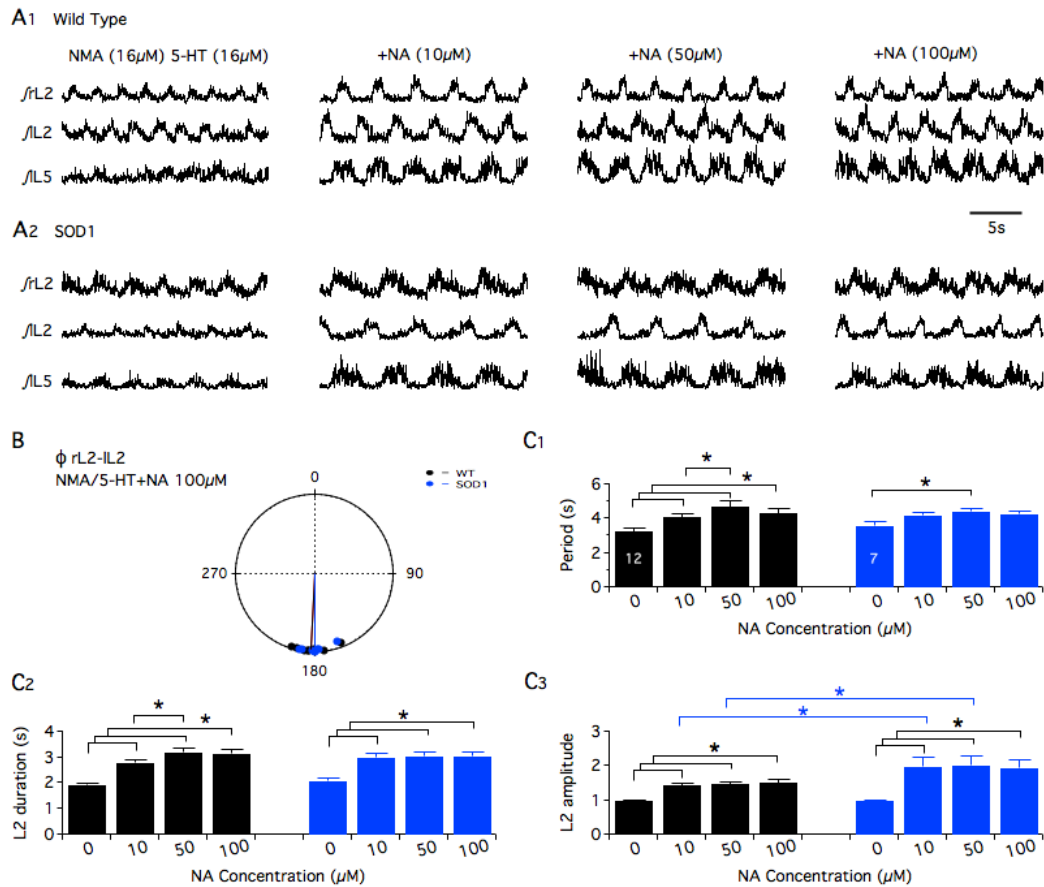 A1 Wild Type
NMA (16μM) 5-HT (16μM) +NA (10μM) +NA (50μM) +NA (100μM)
∫rL2
∫lL2
∫lL5
5s
A2 SOD1
∫rL2
∫lL2
∫lL5
B
ϕ rL2-lL2
NMA/5-HT+NA 100μM
WT
SOD1
0
270
90
180
C1
*
*
*
Period (s)
6
4
2
0
12
7
0 10 50 100 0 10 50 100
NA Concentration (μM)
C2
*
*
*
L2 duration (s)
4
3
2
1
0
0 10 50 100 0 10 50 100
NA Concentration (μM)
C3
*
*
*
*
L2 amplitude
3
2
1
0
0 10 50 100 0 10 50 100
NA Concentration (μM)